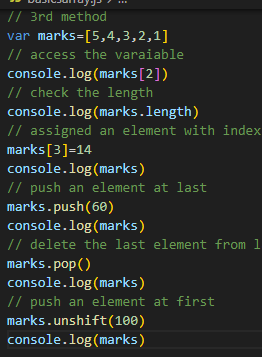 // 3rd method
var marks=[5,4,3,2,1]
// access the varaiable
console.log(marks[2])
// check the length
console.log(marks.length)
// assigned an element with index
marks[3]=14
console.log(marks)
// push an element at last
marks.push(60)
console.log(marks)
// delete the last element from l
marks.pop()
console.log(marks)
// push an element at first
marks.unshift(100)
console.log(marks)